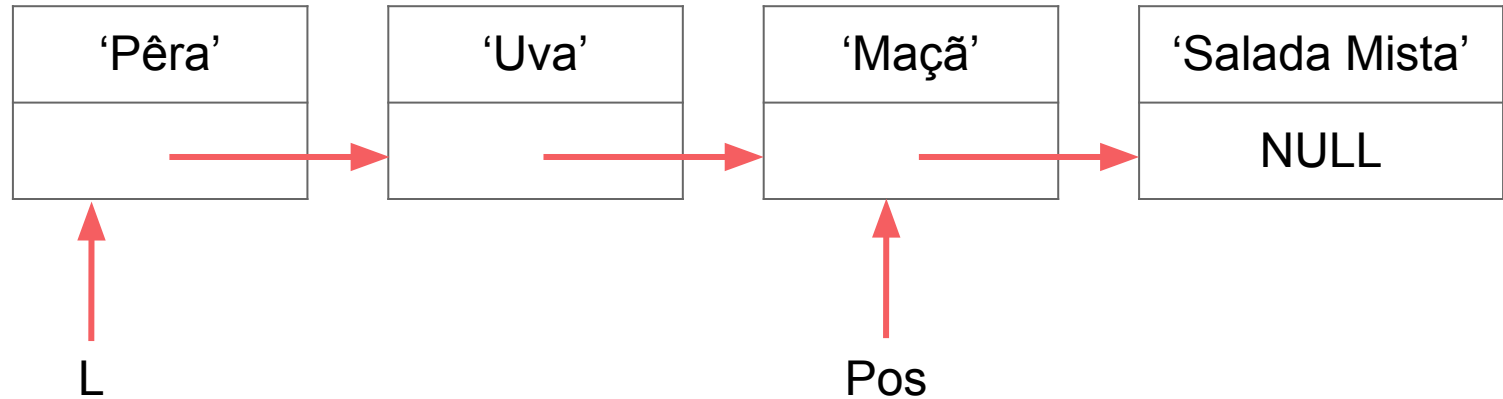 ‘Pêra’
‘Uva’
‘Maçã’
‘Salada Mista’
NULL
L
Pos